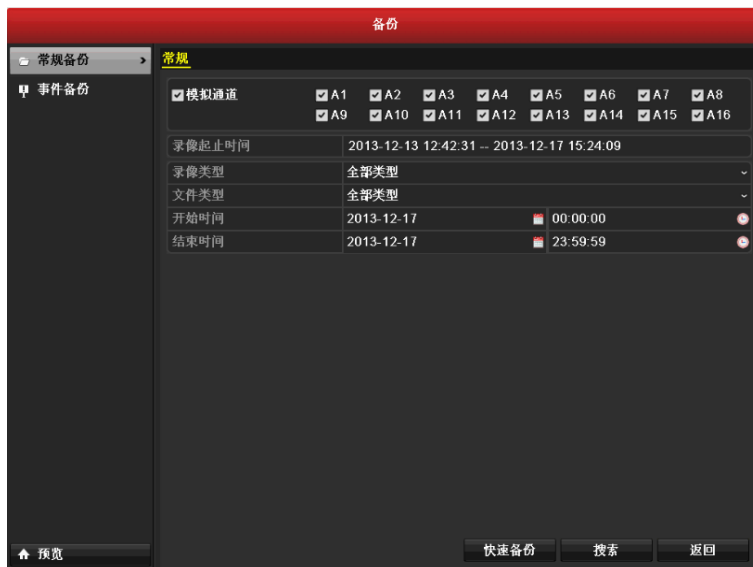 备份
常规备份
事件备份
常规
模拟通道 A1 A2 A3 A4 A5 A6 A7 A8
A9 A10 A11 A12 A13 A14 A15 A16
录像起止时间 2013-12-13 12:42:31 -- 2013-12-17 15:24:09
录像类型 全部类型
文件类型 全部类型
开始时间 2013-12-17 00:00:00
结束时间 2013-12-17 23:59:59
预览 快速备份 搜索 返回